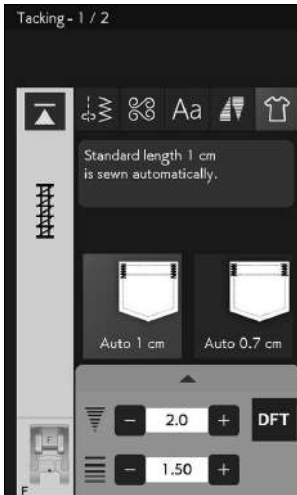 Tacking - 1 / 2
Aa
Standard length 1 cm
is sewn automatically.
Auto 1 cm
Auto 0.7 cm
− 2.0 + DFT
− 1.50 +
F
F